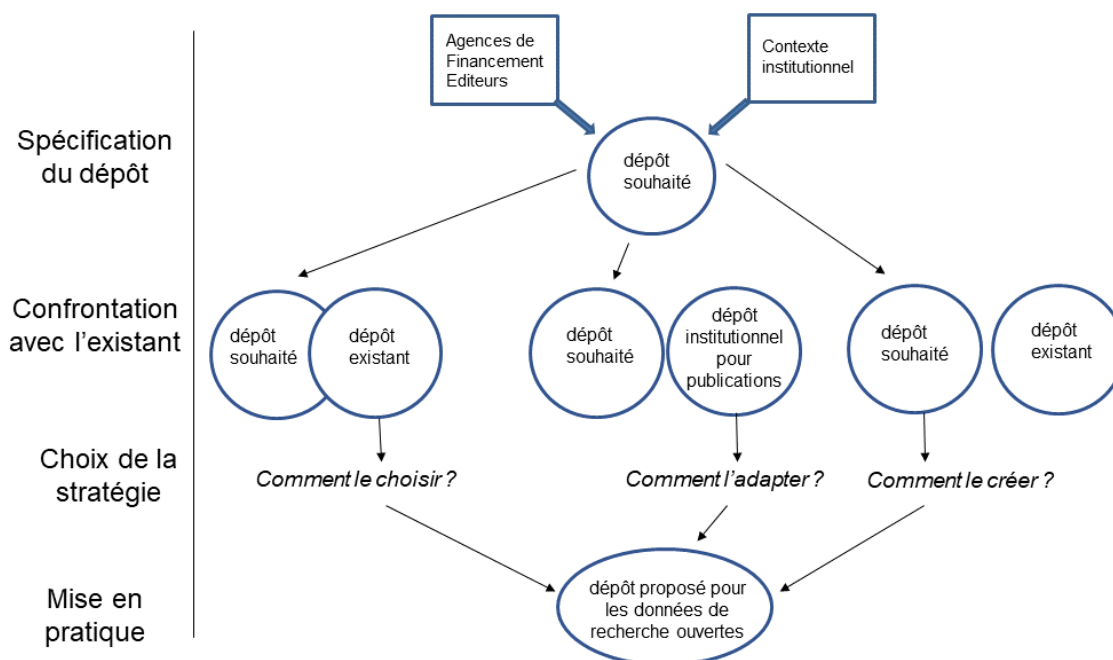 Agences de
Financement
Editeurs
Contexte
institutionnel
Spécification
du dépôt
dépôt
souhaité
Confrontation
avec l'existant
dépôt
souhaité
dépôt
existant
dépôt
souhaité
dépôt
institutionnel
pour
publications
dépôt
souhaité
dépôt
existant
Choix de la
stratégie
Comment le choisir ?
Comment l'adapter ?
Comment le créer ?
Mise en
pratique
dépôt proposé pour
les données de
recherche ouvertes